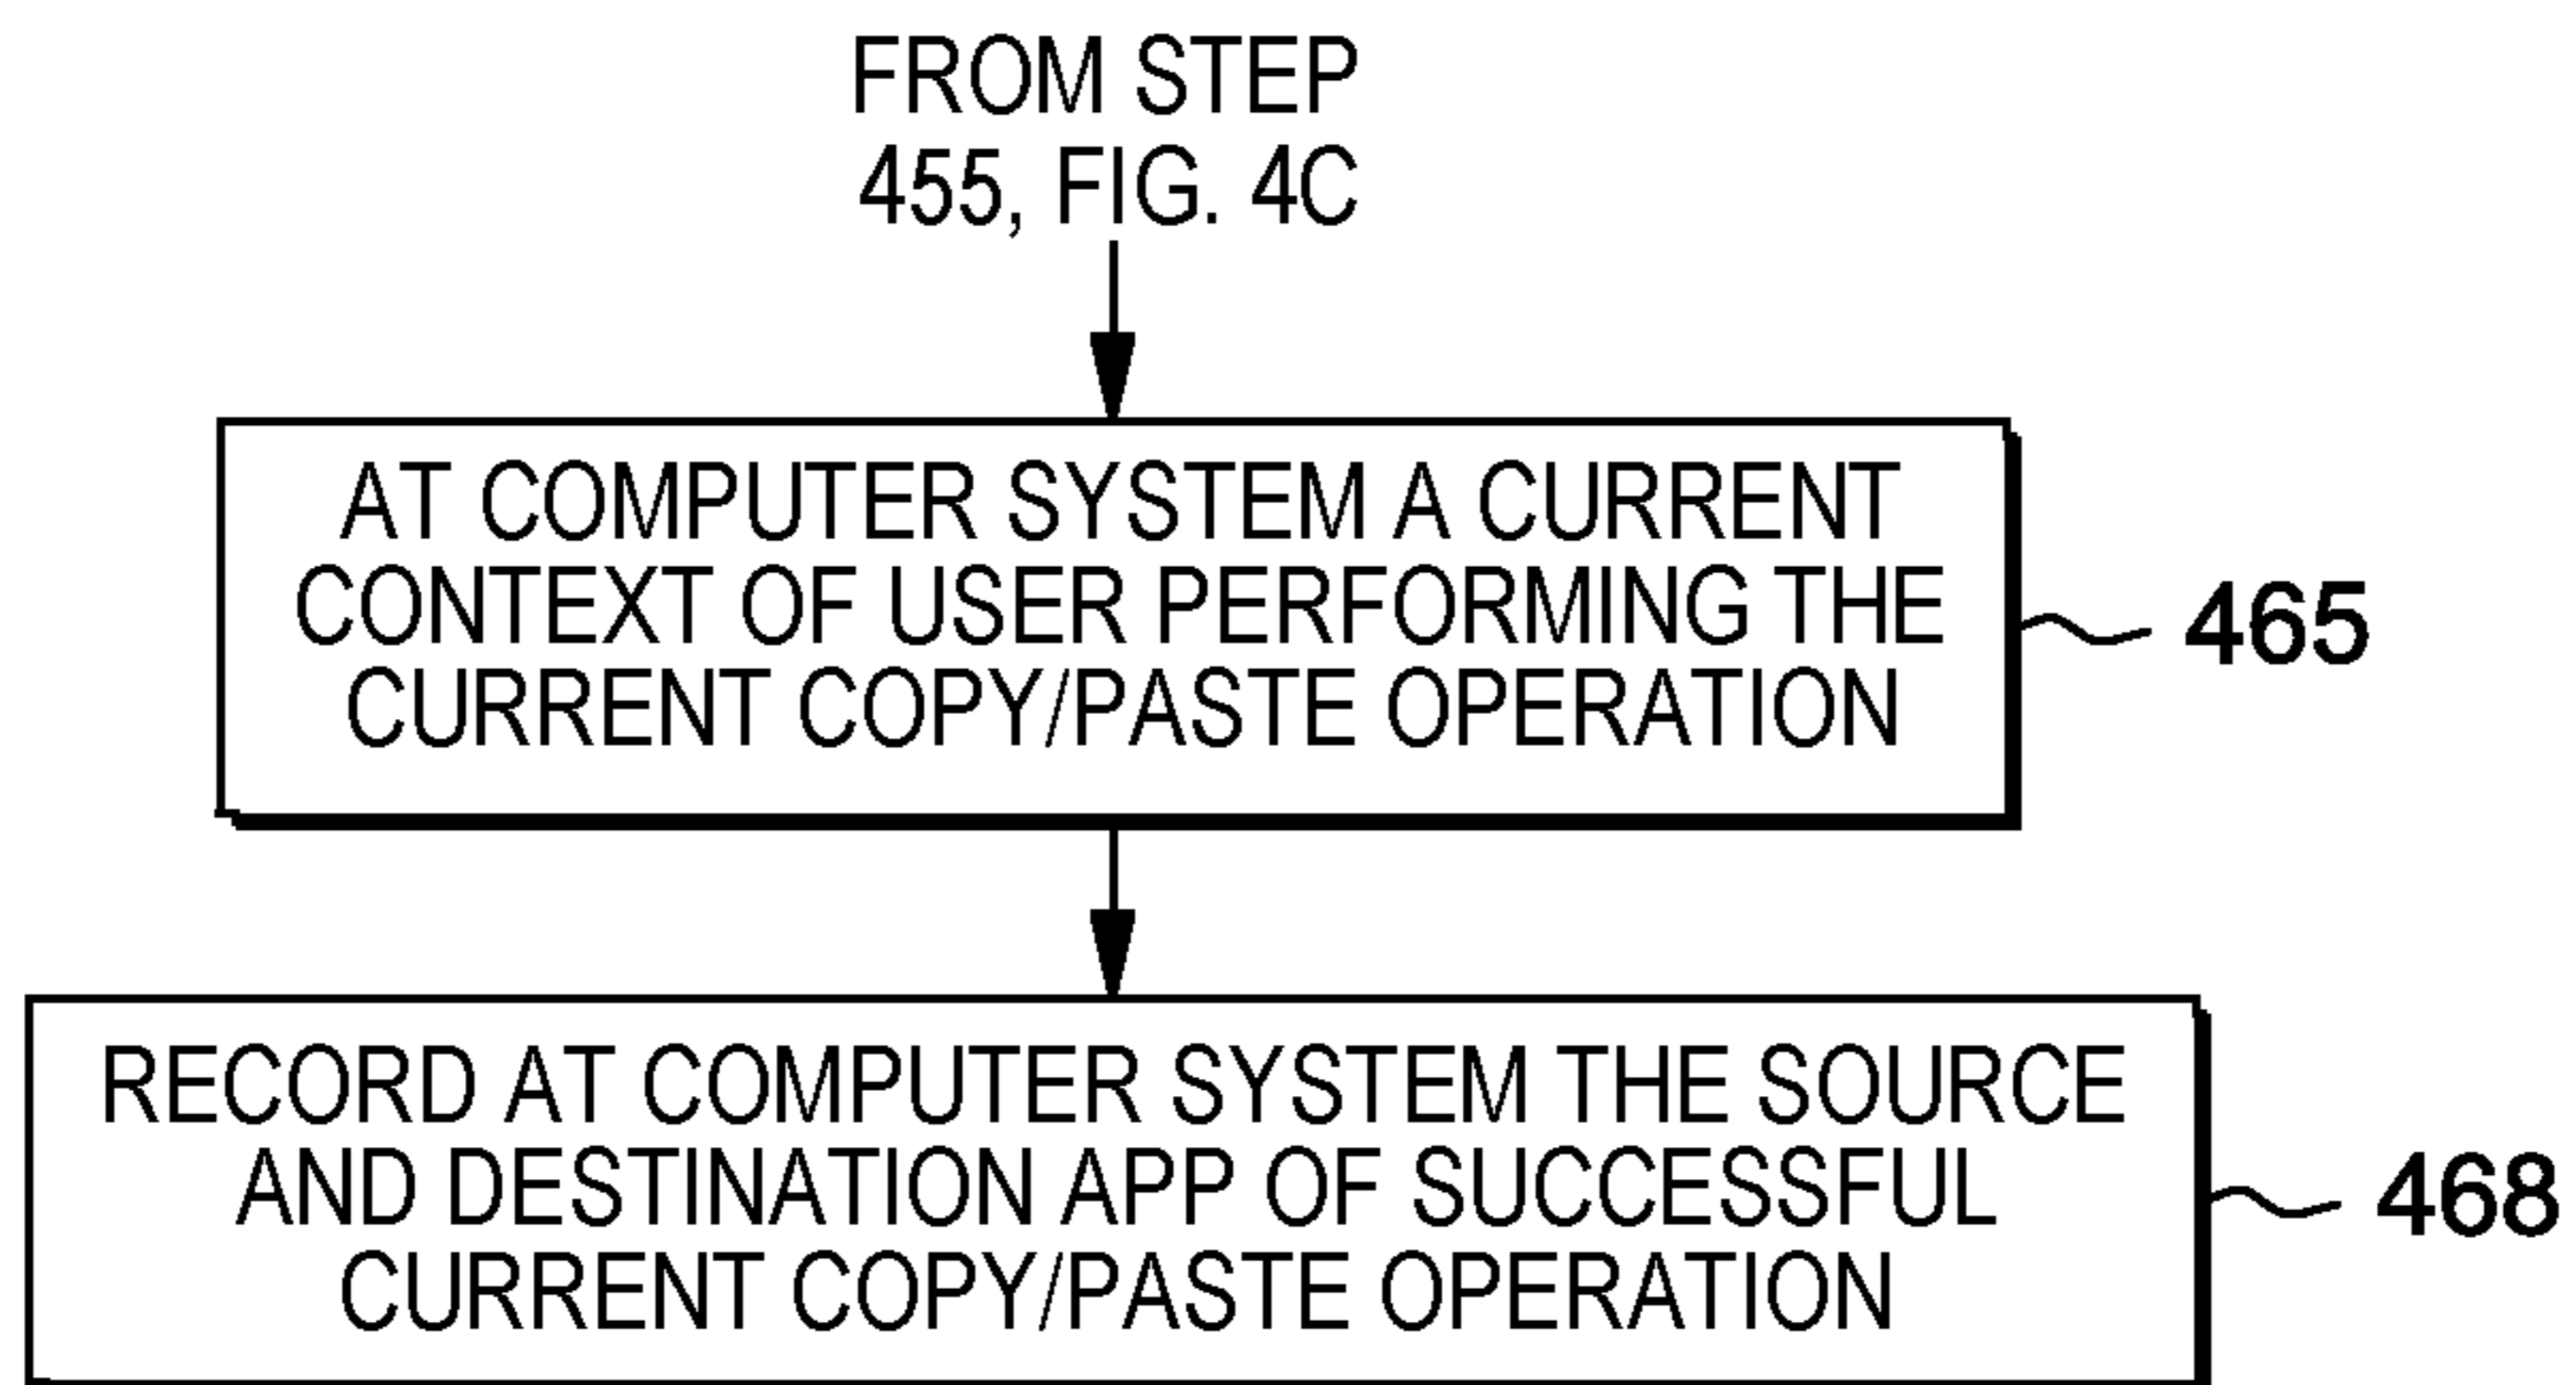 FROM STEP
455, FIG. 4C
AT COMPUTER SYSTEM A CURRENT
CONTEXT OF USER PERFORMING THE
CURRENT COPY/PASTE OPERATION
465
RECORD AT COMPUTER SYSTEM THE SOURCE
AND DESTINATION APP OF SUCCESSFUL
CURRENT COPY/PASTE OPERATION
468